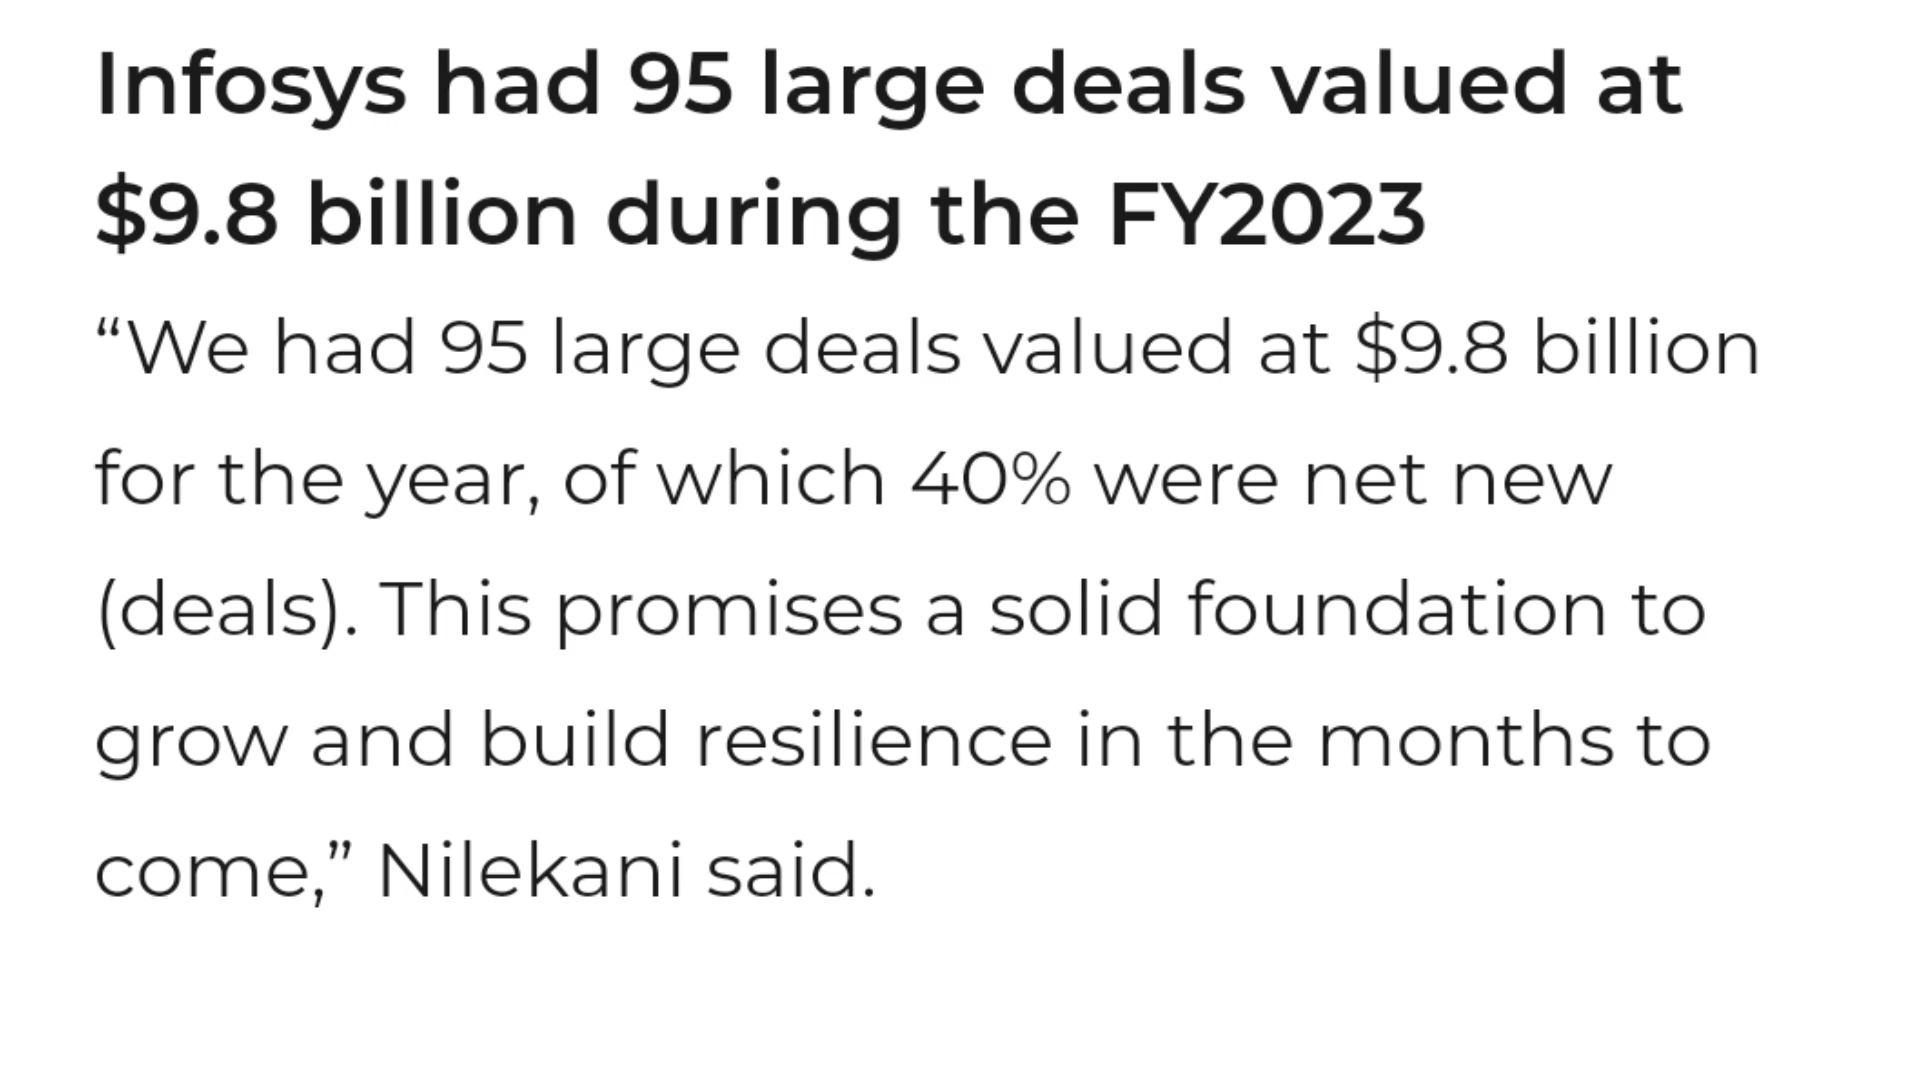 Infosys had 95 large deals valued at
$9.8 billion during the FY2023
“We had 95 large deals valued at $9.8 billion
for the year, of which 40% were net new
(deals). This promises a solid foundation to
grow and build resilience in the months to
come,” Nilekani said.